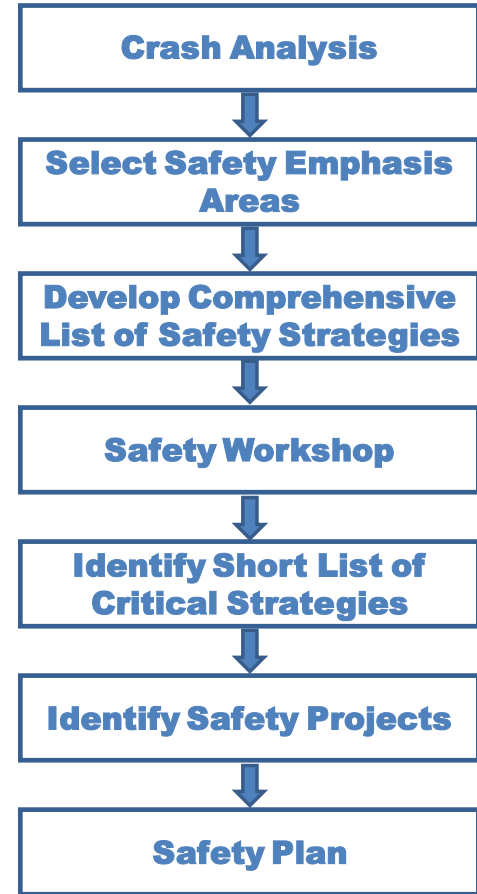 Crash Analysis
Select Safety Emphasis
Areas
Develop Comprehensive
List of Safety Strategies
Safety Workshop
Identify Short List of
Critical Strategies
Identify Safety Projects
Safety Plan